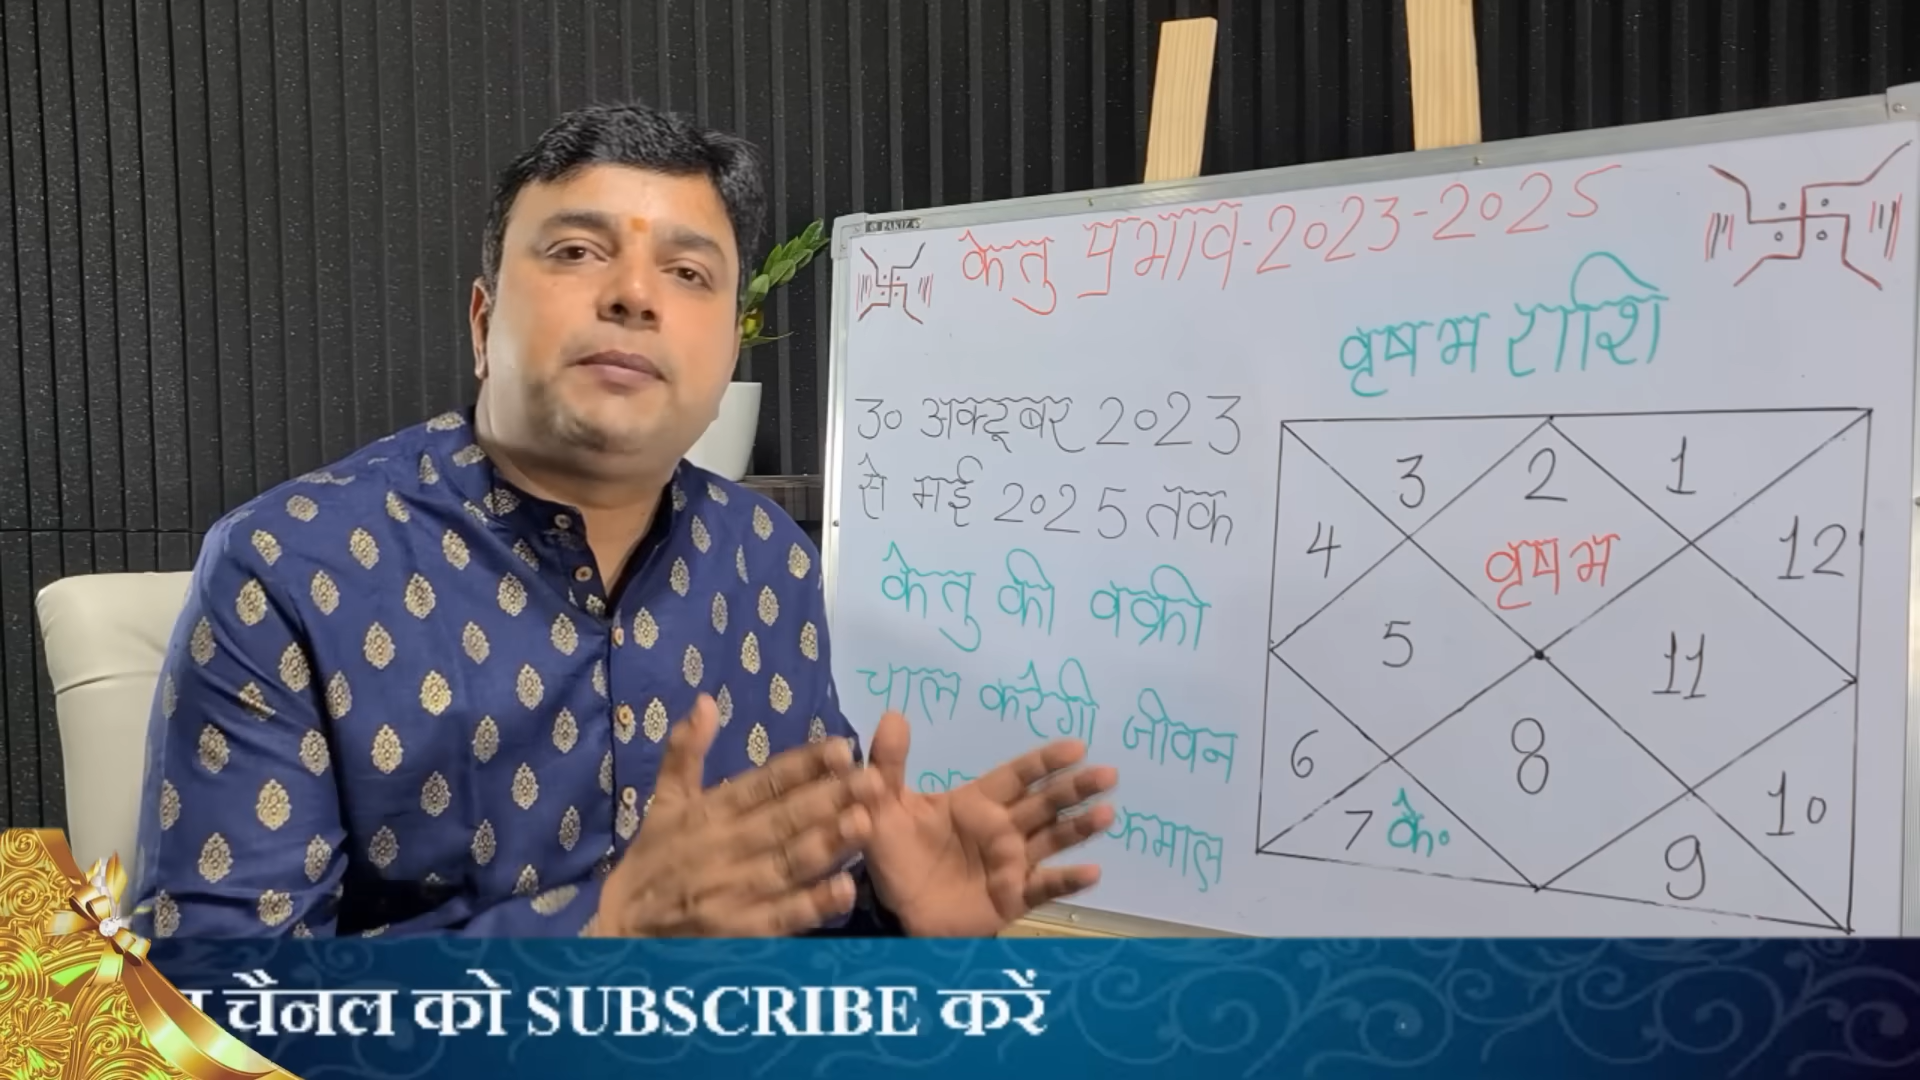 केतु प्रभाव-2023-2025
वृषभ राशि
30 अक्टूबर 2023
से मई 2025 तक
केतु की वक्री
चाल करेगी जीवन
कमाल
3 2 1
4 12
वृषभ
5 11
6 8 10
7 के॰ 9
चैनल को SUBSCRIBE करें